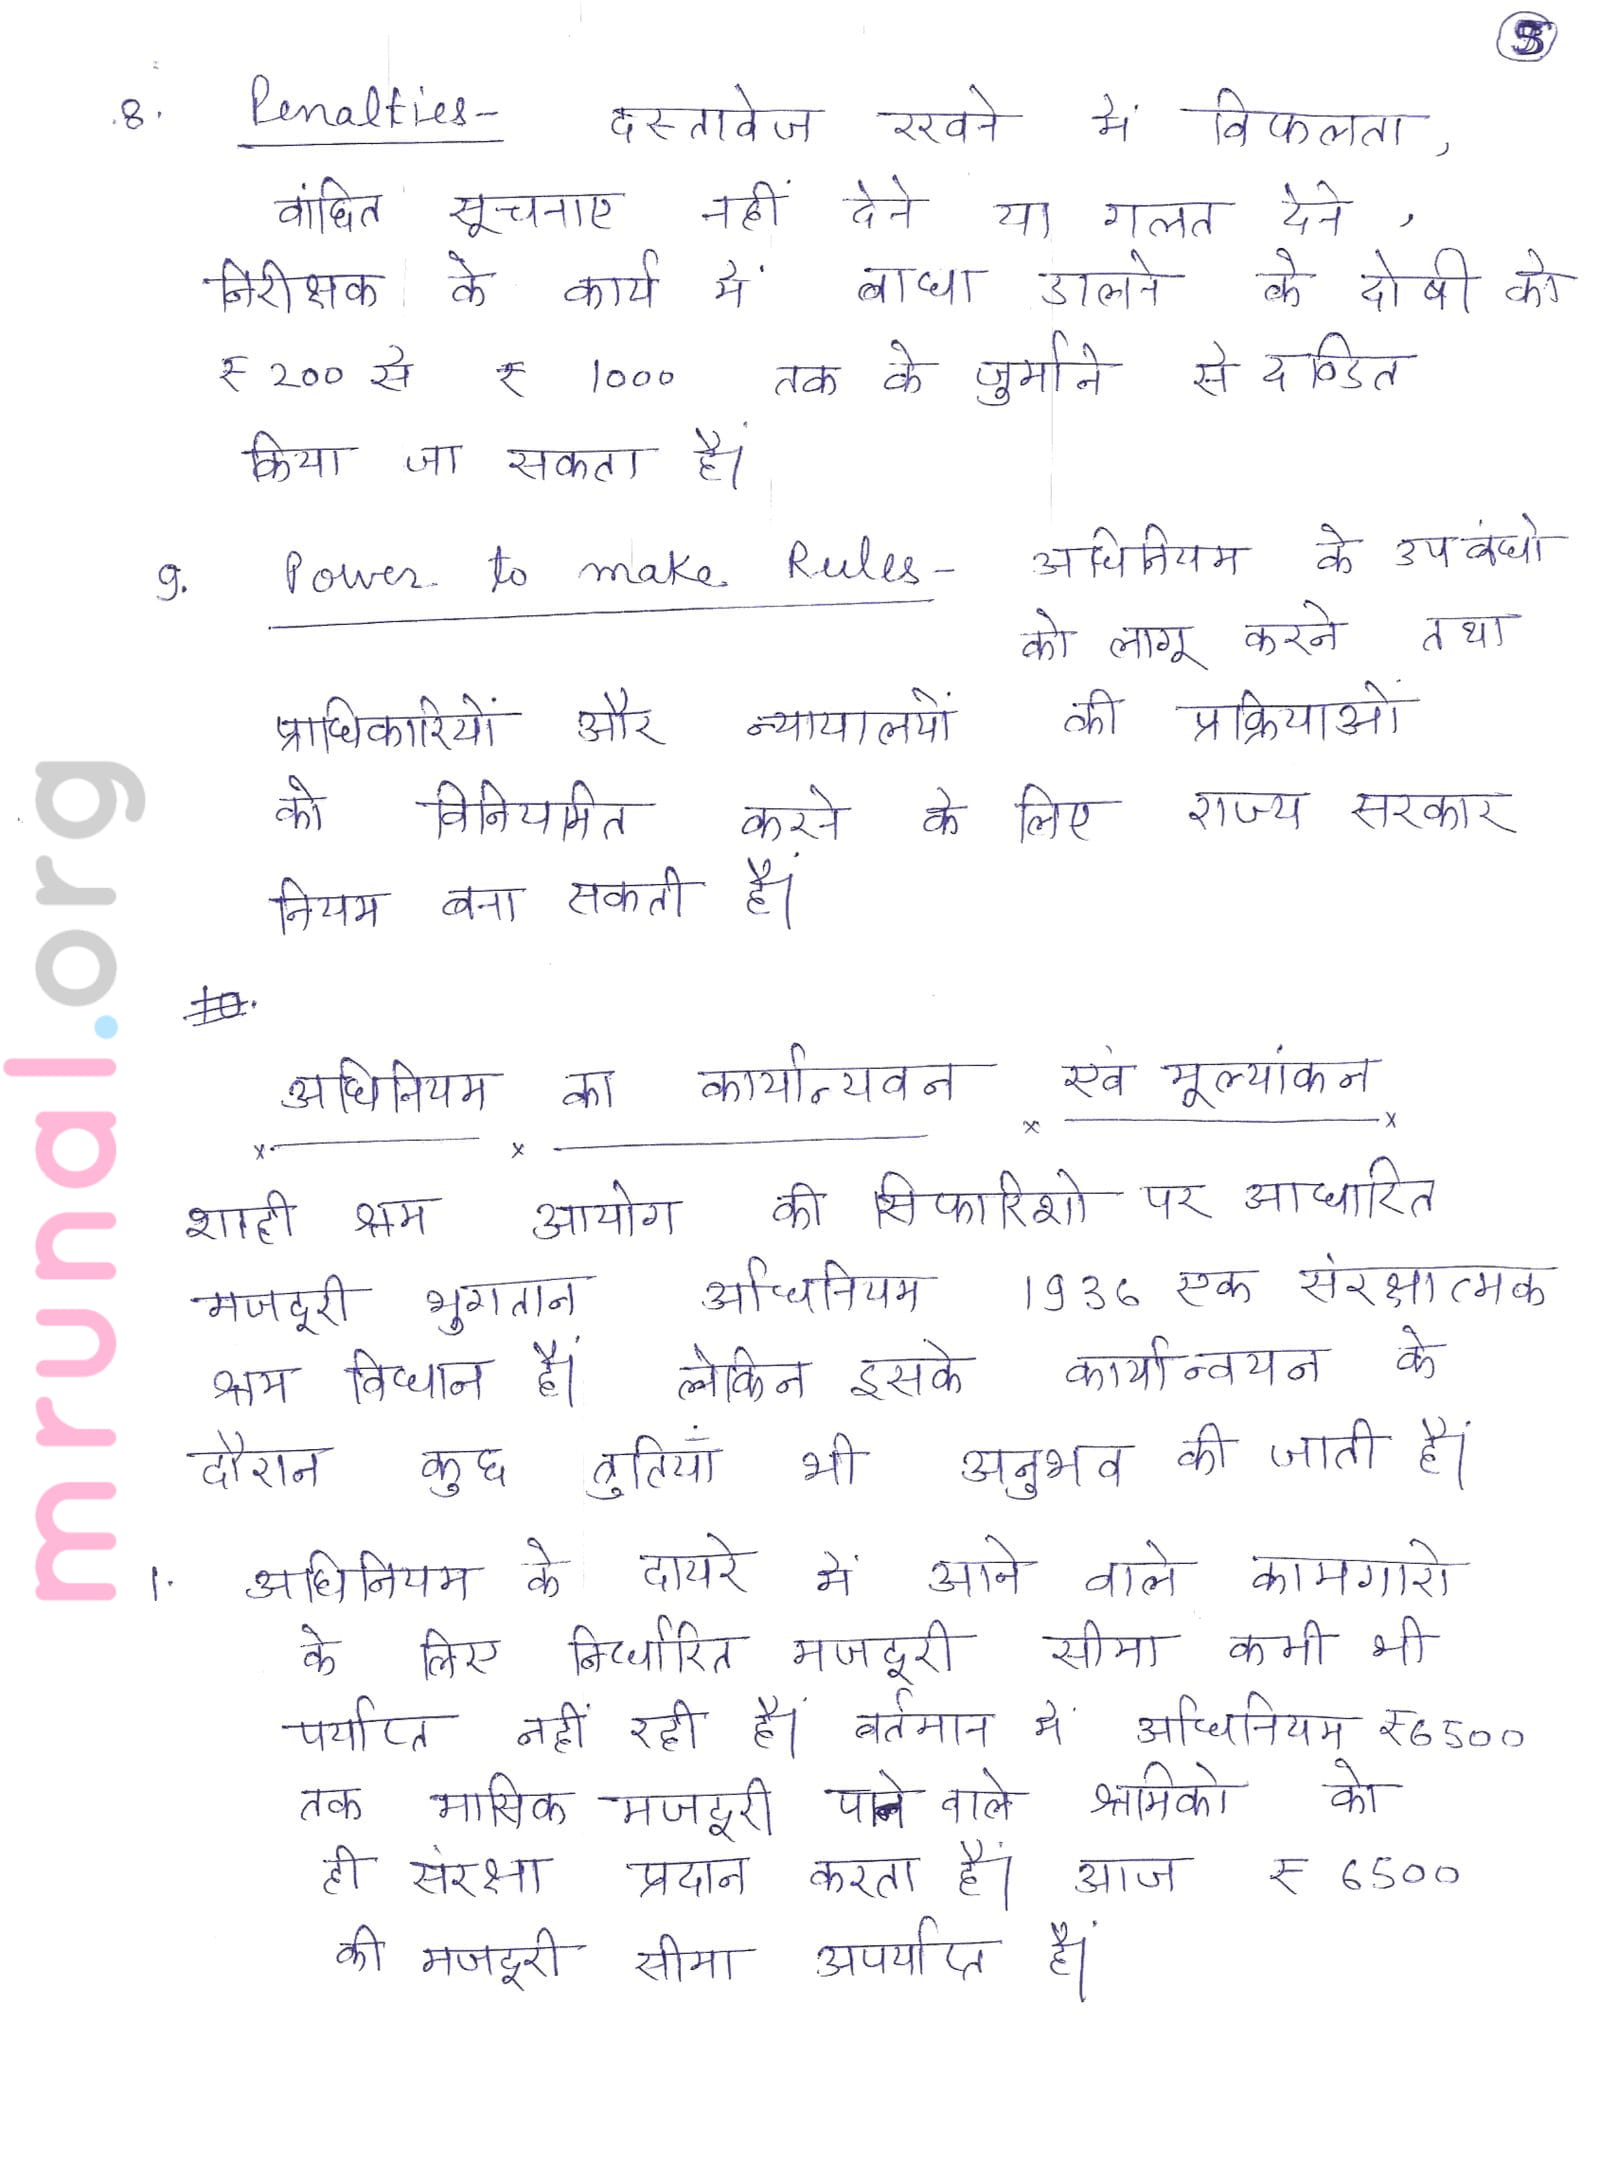 5
8. Penalties - दस्तावेज रखने में विफलता,
वांछित सूचनाए नहीं देने या गलत देने,
निरीक्षक के कार्य में बाधा डालने के दोषी को
₹ 200 से ₹ 1000 तक के जुर्माने से दण्डित
किया जा सकता हैं।
9. Power to make Rules - अधिनियम के उपबंधो
को लागू करने तथा
प्राधिकारियों और न्यायालयों की प्रक्रियाओं
को विनियमित करने के लिए राज्य सरकार
नियम बना सकती हैं।
10.
अधिनियम का कार्यान्यवन एंव मूल्यांकन
x x x x
शाही श्रम आयोग की सिफारिशो पर आधारित
मजदूरी भुगतान अधिनियम 1936 एक संरक्षात्मक
श्रम विधान हैं। लेकिन इसके कार्यान्वयन के
दौरान कुछ त्रुतियाँ भी अनुभव की जाती हैं।
1. अधिनियम के दायरे में आने वाले कामगारो
के लिए निर्धारित मजदूरी सीमा कभी भी
पर्याप्त नहीं रही हैं। वर्तमान में अधिनियम ₹6500
तक मासिक मजदूरी पाने वाले श्रमिको को
ही संरक्षा प्रदान करता हैं। आज ₹ 6500
की मजदूरी सीमा अपर्याप्त हैं।
mrunal.org